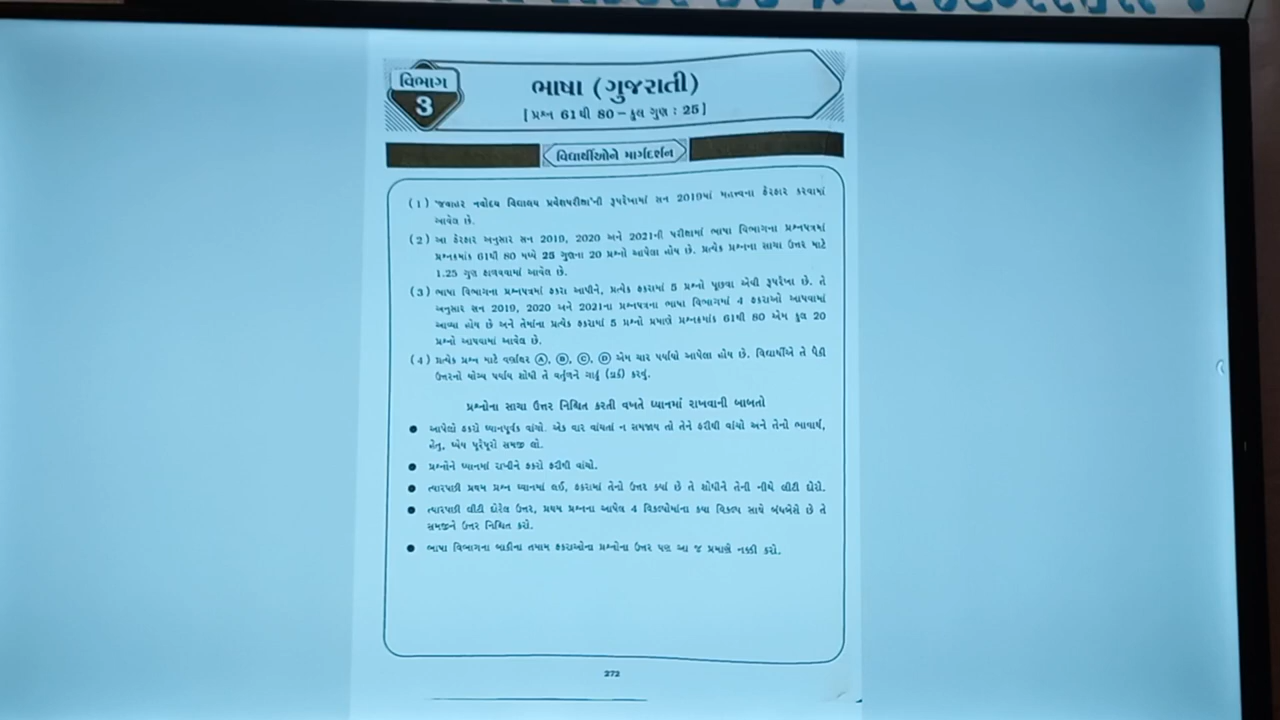 વિભાગ
3
ભાષા (ગુજરાતી)
[પ્રશ્ન 61થી 80 – કુલ ગુણ : 25]
વિદ્યાર્થીઓને માર્ગદર્શન
(1) 'જવાહર નવોદય વિદ્યાલય પ્રવેશપરીક્ષા'ની રૂપરેખામાં સન 2019માં મહત્ત્વના ફેરફાર કરવામાં
આવેલ છે.
(2) આ ફેરફાર અનુસાર સન 2019, 2020 અને 2021ની પરીક્ષામાં ભાષા વિભાગના પ્રશ્નપત્રમાં
પ્રશ્નક્રમાંક 61થી 80 મધ્યે 25 ગુણના 20 પ્રશ્નો આપેલા હોય છે. પ્રત્યેક પ્રશ્નના સાચા ઉત્તર માટે
1.25 ગુણ ફાળવવામાં આવેલ છે.
(3) ભાષા વિભાગના પ્રશ્નપત્રમાં ફકરા આપીને, પ્રત્યેક ફકરામાં 5 પ્રશ્નો પૂછવા એવી રૂપરેખા છે. તે
અનુસાર સન 2019, 2020 અને 2021ના પ્રશ્નપત્રના ભાષા વિભાગમાં 4 ફકરાઓ આપવામાં
આવ્યા હોય છે અને તેમાંના પ્રત્યેક ફકરામાં 5 પ્રશ્નો પ્રમાણે પ્રશ્નક્રમાંક 61થી 80 એમ કુલ 20
પ્રશ્નો આપવામાં આવેલ છે.
(4) પ્રત્યેક પ્રશ્ન માટે વર્ણાક્ષર Ⓐ, Ⓑ, Ⓒ, Ⓓ એમ ચાર પર્યાયો આપેલા હોય છે. વિદ્યાર્થીએ તે પૈકી
ઉત્તરનો યોગ્ય પર્યાય શોધી તે વર્તુળને ગાઢું (ડાર્ક) કરવું.
પ્રશ્નોના સાચા ઉત્તર નિશ્ચિત કરતી વખતે ધ્યાનમાં રાખવાની બાબતો
● આપેલો ફકરો ધ્યાનપૂર્વક વાંચો. એક વાર વાંચતાં ન સમજાય તો તેને ફરીથી વાંચો અને તેનો ભાવાર્થ,
હેતુ, ધ્યેય પૂરેપૂરો સમજી લો.
● પ્રશ્નોને ધ્યાનમાં રાખીને ફકરો ફરીથી વાંચો.
● ત્યારપછી પ્રથમ પ્રશ્ન ધ્યાનમાં લઈ, ફકરામાં તેનો ઉત્તર ક્યાં છે તે શોધીને તેની નીચે લીટી દોરો.
● ત્યારપછી લીટી દોરેલ ઉત્તર, પ્રથમ પ્રશ્નના આપેલ 4 વિકલ્પોમાંના કયા વિકલ્પ સાથે બંધબેસે છે તે
સમજીને ઉત્તર નિશ્ચિત કરો.
● ભાષા વિભાગના બાકીના તમામ ફકરાઓના પ્રશ્નોના ઉત્તર પણ આ જ પ્રમાણે નક્કી કરો.
272